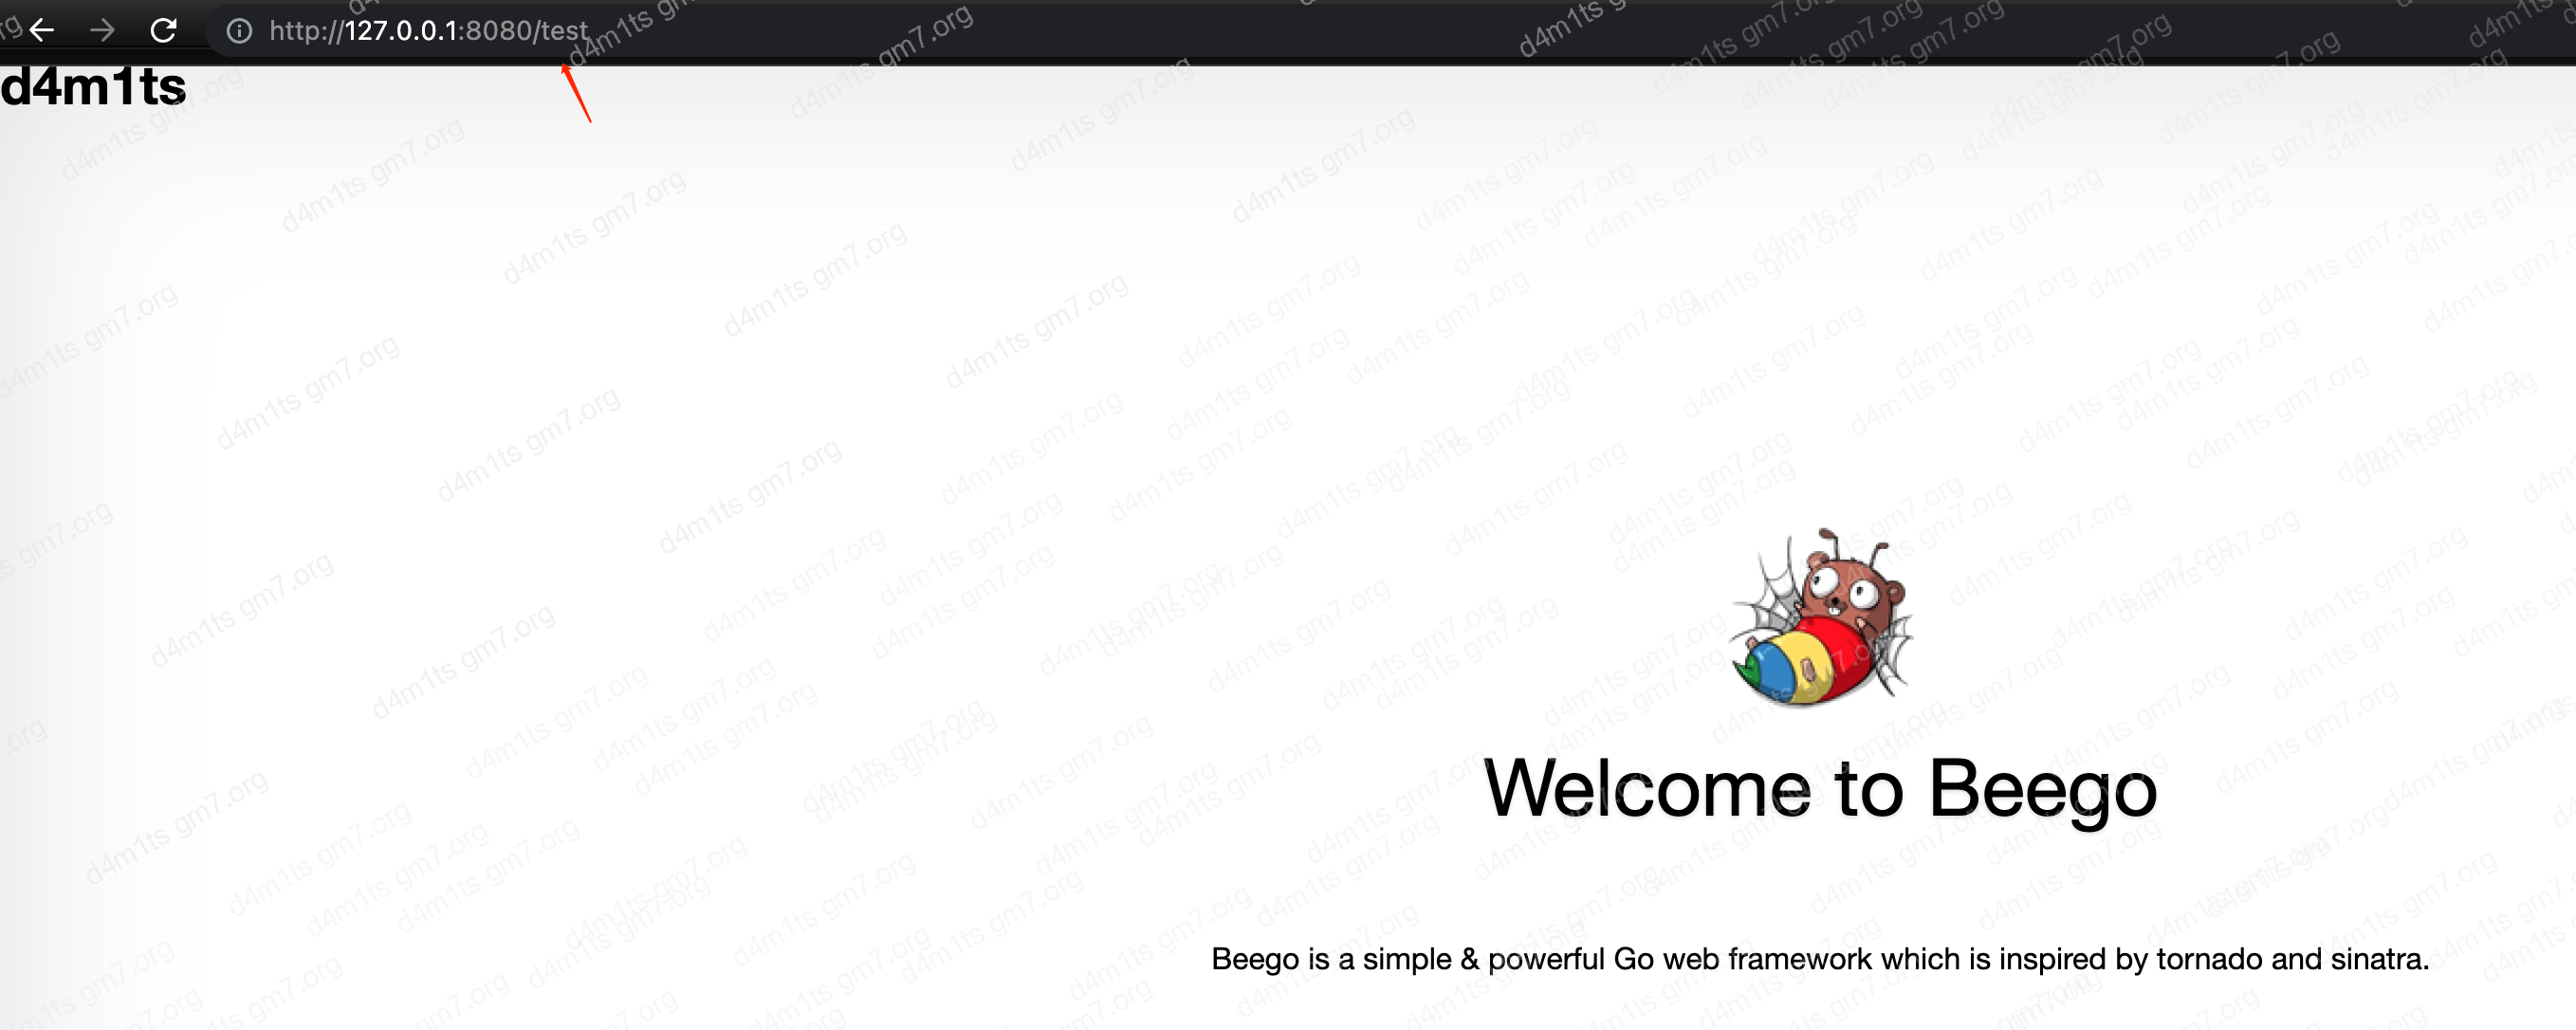 http://127.0.0.1:8080/test
d4m1ts
d4m1ts gm7.org
Welcome to Beego
Beego is a simple & powerful Go web framework which is inspired by tornado and sinatra.